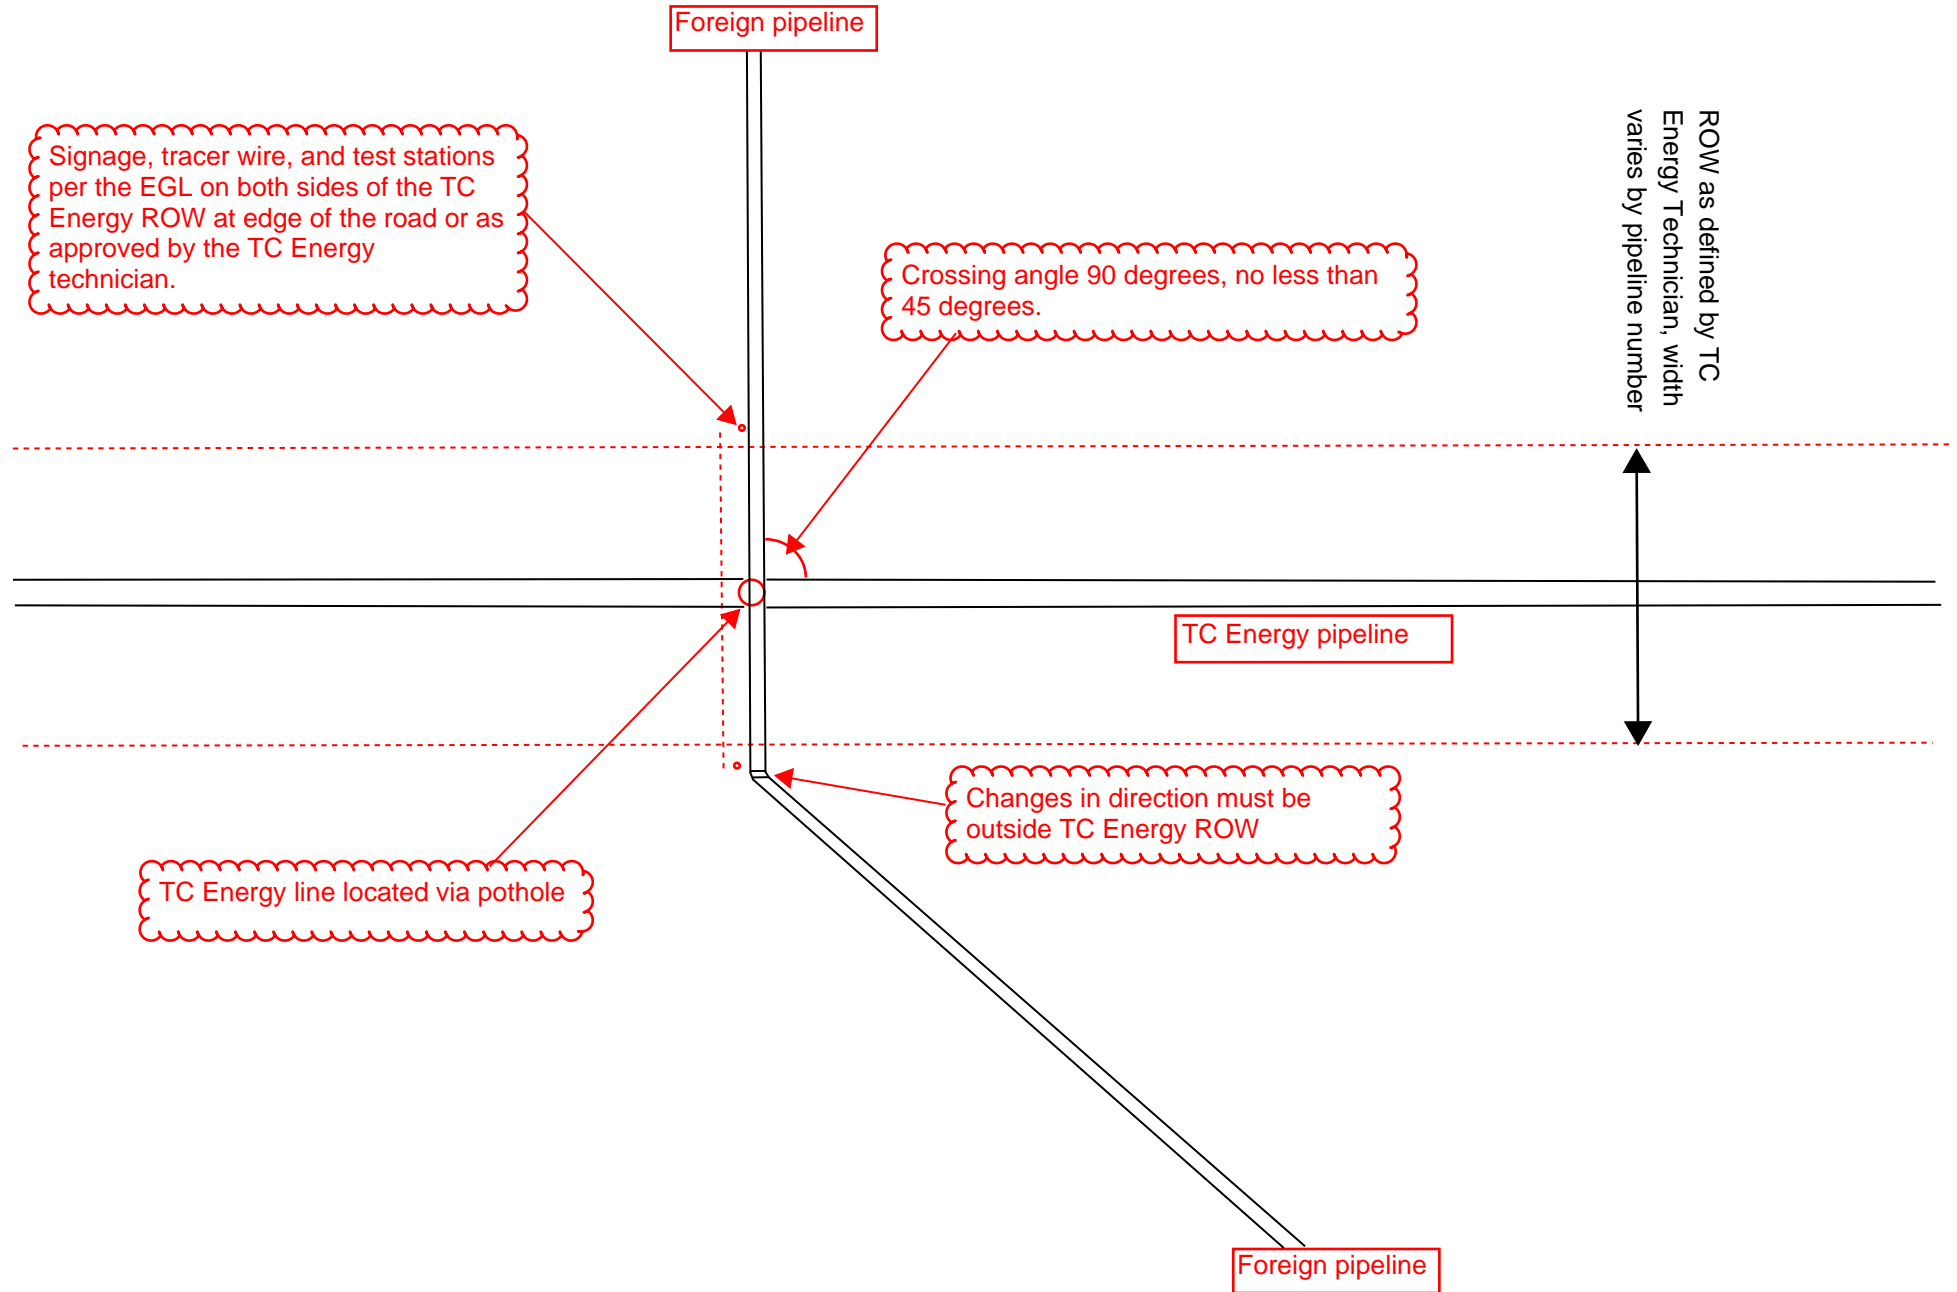 Foreign pipeline
Signage, tracer wire, and test stations
per the EGL on both sides of the TC
Energy ROW at edge of the road or as
approved by the TC Energy
technician.
Crossing angle 90 degrees, no less than
45 degrees.
ROW as defined by TC
Energy Technician, width
varies by pipeline number
TC Energy pipeline
Changes in direction must be
outside TC Energy ROW
TC Energy line located via pothole
Foreign pipeline